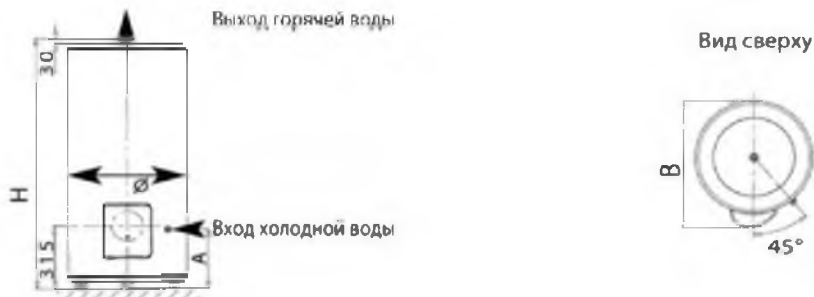 Выход горячей воды
30
Вид сверху
H
Ø
B
Вход холодной воды
315
A
45°